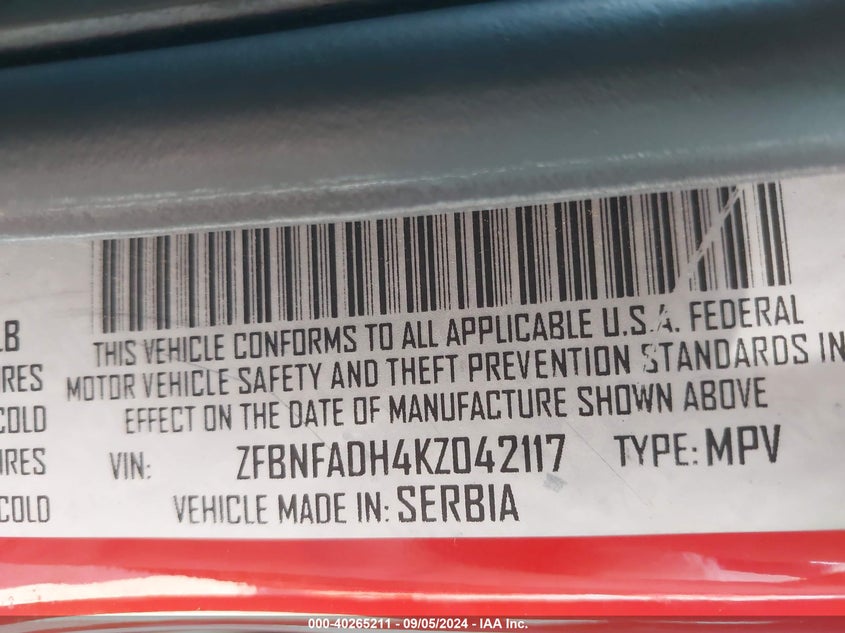 LB
THIS VEHICLE CONFORMS TO ALL APPLICABLE U.S.A. FEDERAL
RES MOTOR VEHICLE SAFETY AND THEFT PREVENTION STANDARDS IN
COLD EFFECT ON THE DATE OF MANUFACTURE SHOWN ABOVE
RES VIN: ZFBNFADH4KZ042117 TYPE: MPV
COLD VEHICLE MADE IN: SERBIA
000-40265211 - 09/05/2024 - IAA Inc.